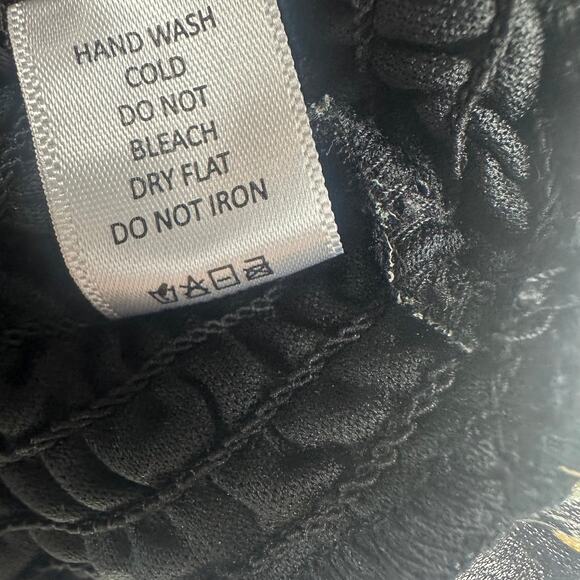 HAND WASH
COLD
DO NOT
BLEACH
DRY FLAT
DO NOT IRON